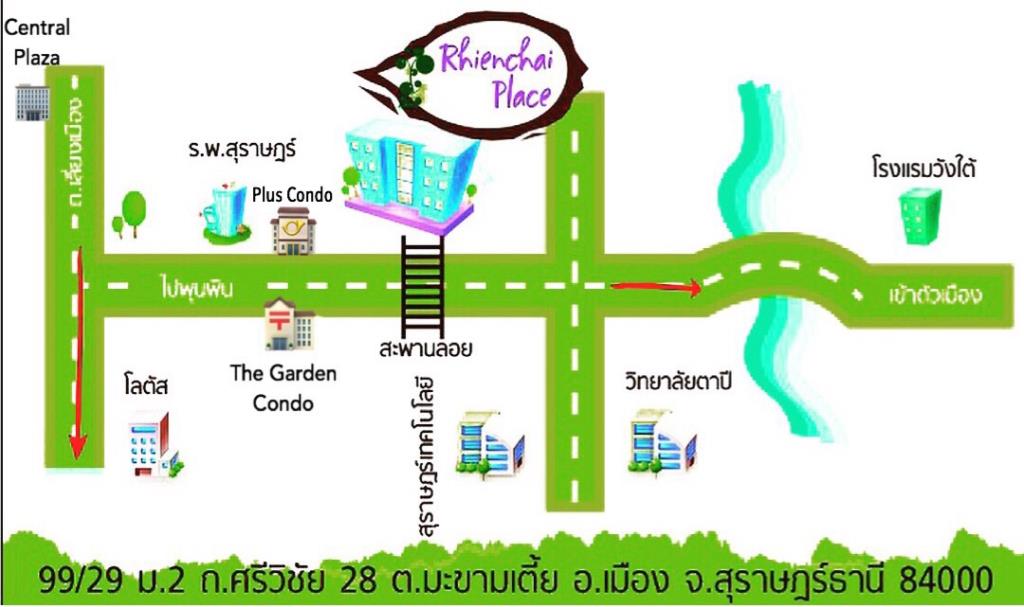 Central
Plaza
Rhienchai
Place
ถ.เลี่ยงเมือง
ร.พ.สุราษฎร์
Plus Condo
โรงแรมวังใต้
ไปพุนพิน
เข้าตัวเมือง
สะพานลอย
The Garden
Condo
โลตัส
สุราษฎร์เทคโนโลยี
วิทยาลัยตาปี
99/29 ม.2 ถ.ศรีวิชัย 28 ต.มะขามเตี้ย อ.เมือง จ.สุราษฎร์ธานี 84000